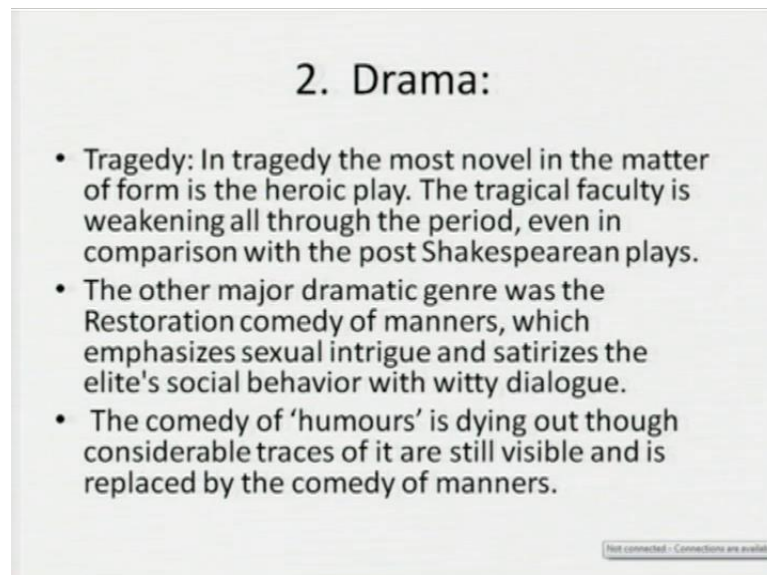 2. Drama:
• Tragedy: In tragedy the most novel in the matter
of form is the heroic play. The tragical faculty is
weakening all through the period, even in
comparison with the post Shakespearean plays.
• The other major dramatic genre was the
Restoration comedy of manners, which
emphasizes sexual intrigue and satirizes the
elite's social behavior with witty dialogue.
• The comedy of ‘humours’ is dying out though
considerable traces of it are still visible and is
replaced by the comedy of manners.
Not connected - Connections are